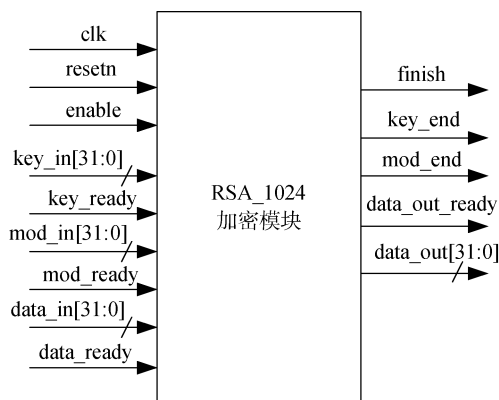 clk
resetn
enable
key_in[31:0]
key_ready
mod_in[31:0]
mod_ready
data_in[31:0]
data_ready
RSA_1024
加密模块
finish
key_end
mod_end
data_out_ready
data_out[31:0]